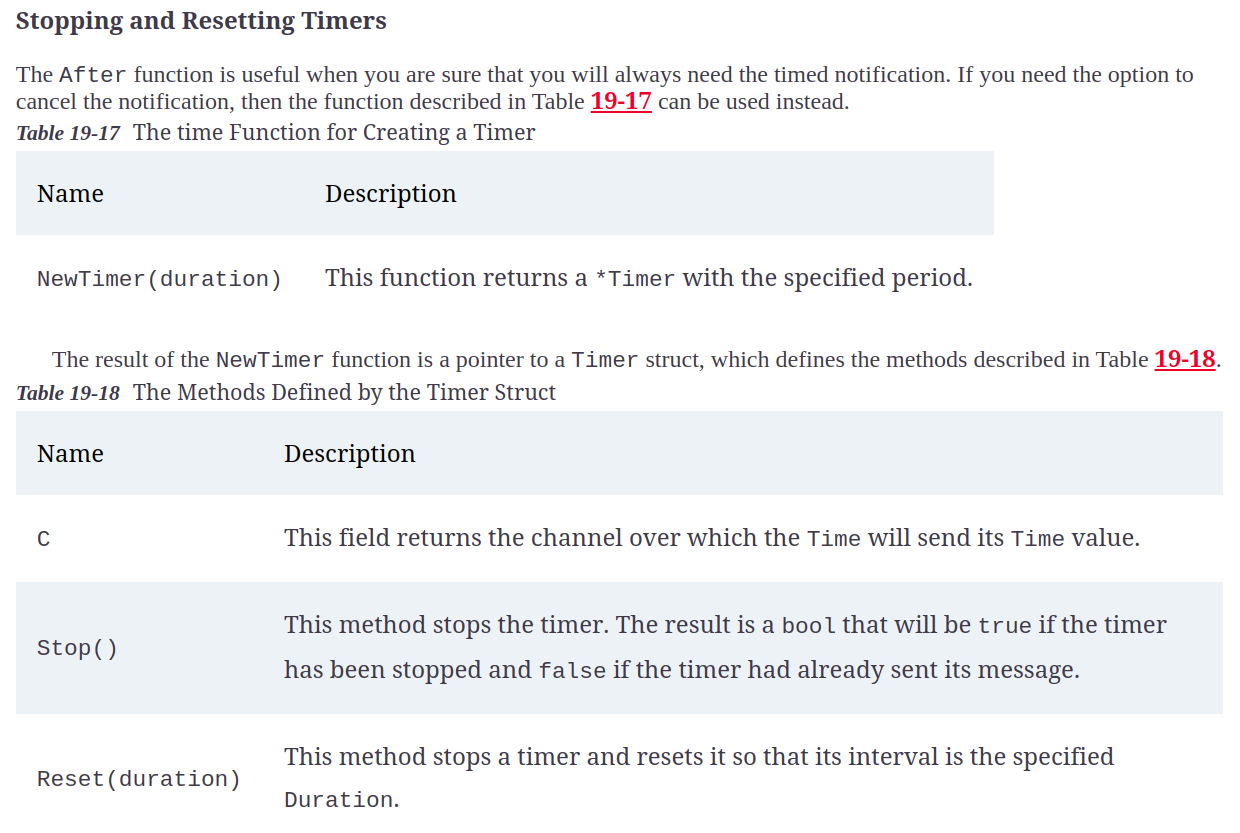 Stopping and Resetting Timers
The After function is useful when you are sure that you will always need the timed notification. If you need the option to
cancel the notification, then the function described in Table 19-17 can be used instead.
Table 19-17 The time Function for Creating a Timer
Name Description
NewTimer(duration) This function returns a *Timer with the specified period.
The result of the NewTimer function is a pointer to a Timer struct, which defines the methods described in Table 19-18.
Table 19-18 The Methods Defined by the Timer Struct
Name Description
C This field returns the channel over which the Time will send its Time value.
Stop() This method stops the timer. The result is a bool that will be true if the timer
has been stopped and false if the timer had already sent its message.
Reset(duration) This method stops a timer and resets it so that its interval is the specified
Duration.